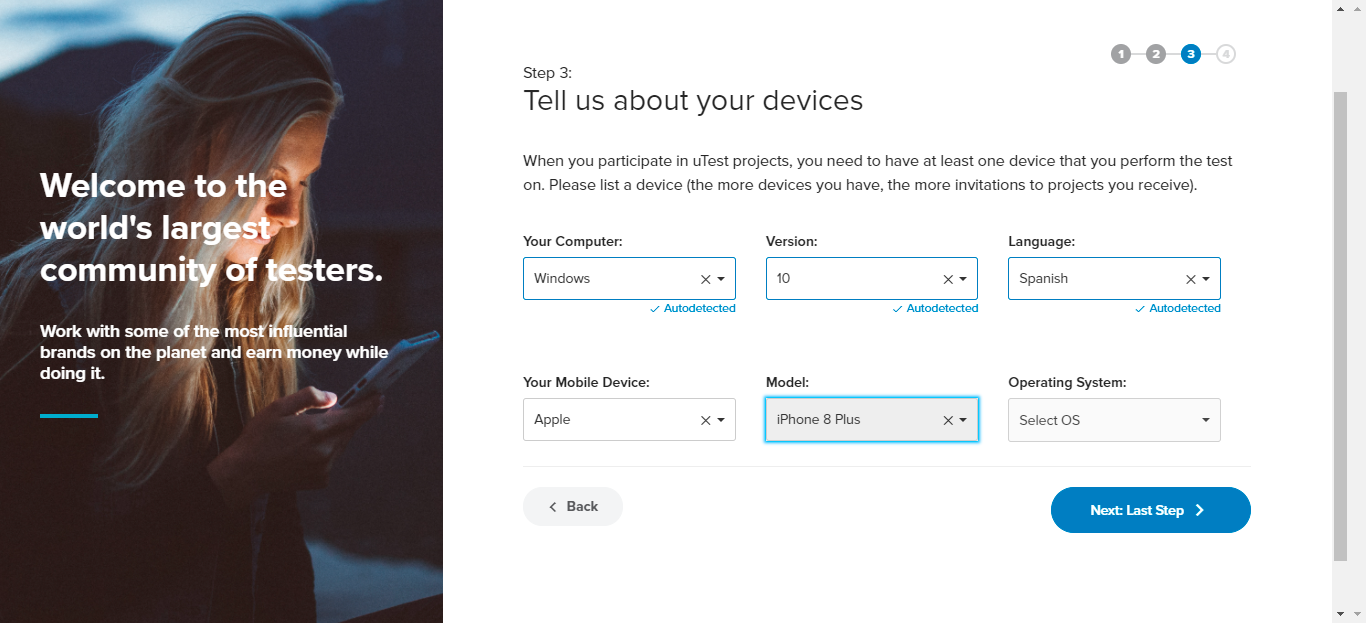 Welcome to the
world's largest
community of testers.
Work with some of the most influential
brands on the planet and earn money while
doing it.
1 2 3 4
Step 3:
Tell us about your devices
When you participate in uTest projects, you need to have at least one device that you perform the test
on. Please list a device (the more devices you have, the more invitations to projects you receive).
Your Computer: Version: Language:
Windows 10 Spanish
Autodetected Autodetected Autodetected
Your Mobile Device: Model: Operating System:
Apple iPhone 8 Plus Select OS
Back Next: Last Step